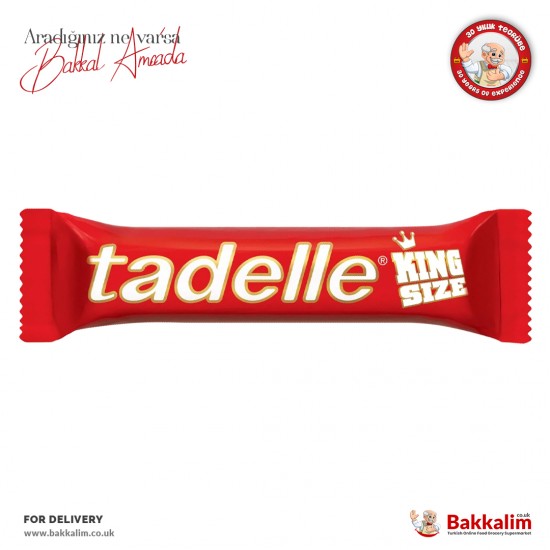 Aradığınız ne varsa
Bakkal Amcada
30 YILLIK TECRÜBE
30 YEARS OF EXPERIENCE
tadelle®
KING
SIZE
FOR DELIVERY
www.bakkalim.co.uk
.co.uk
Bakkalim
Turkish Online Food Grocery Supermarket